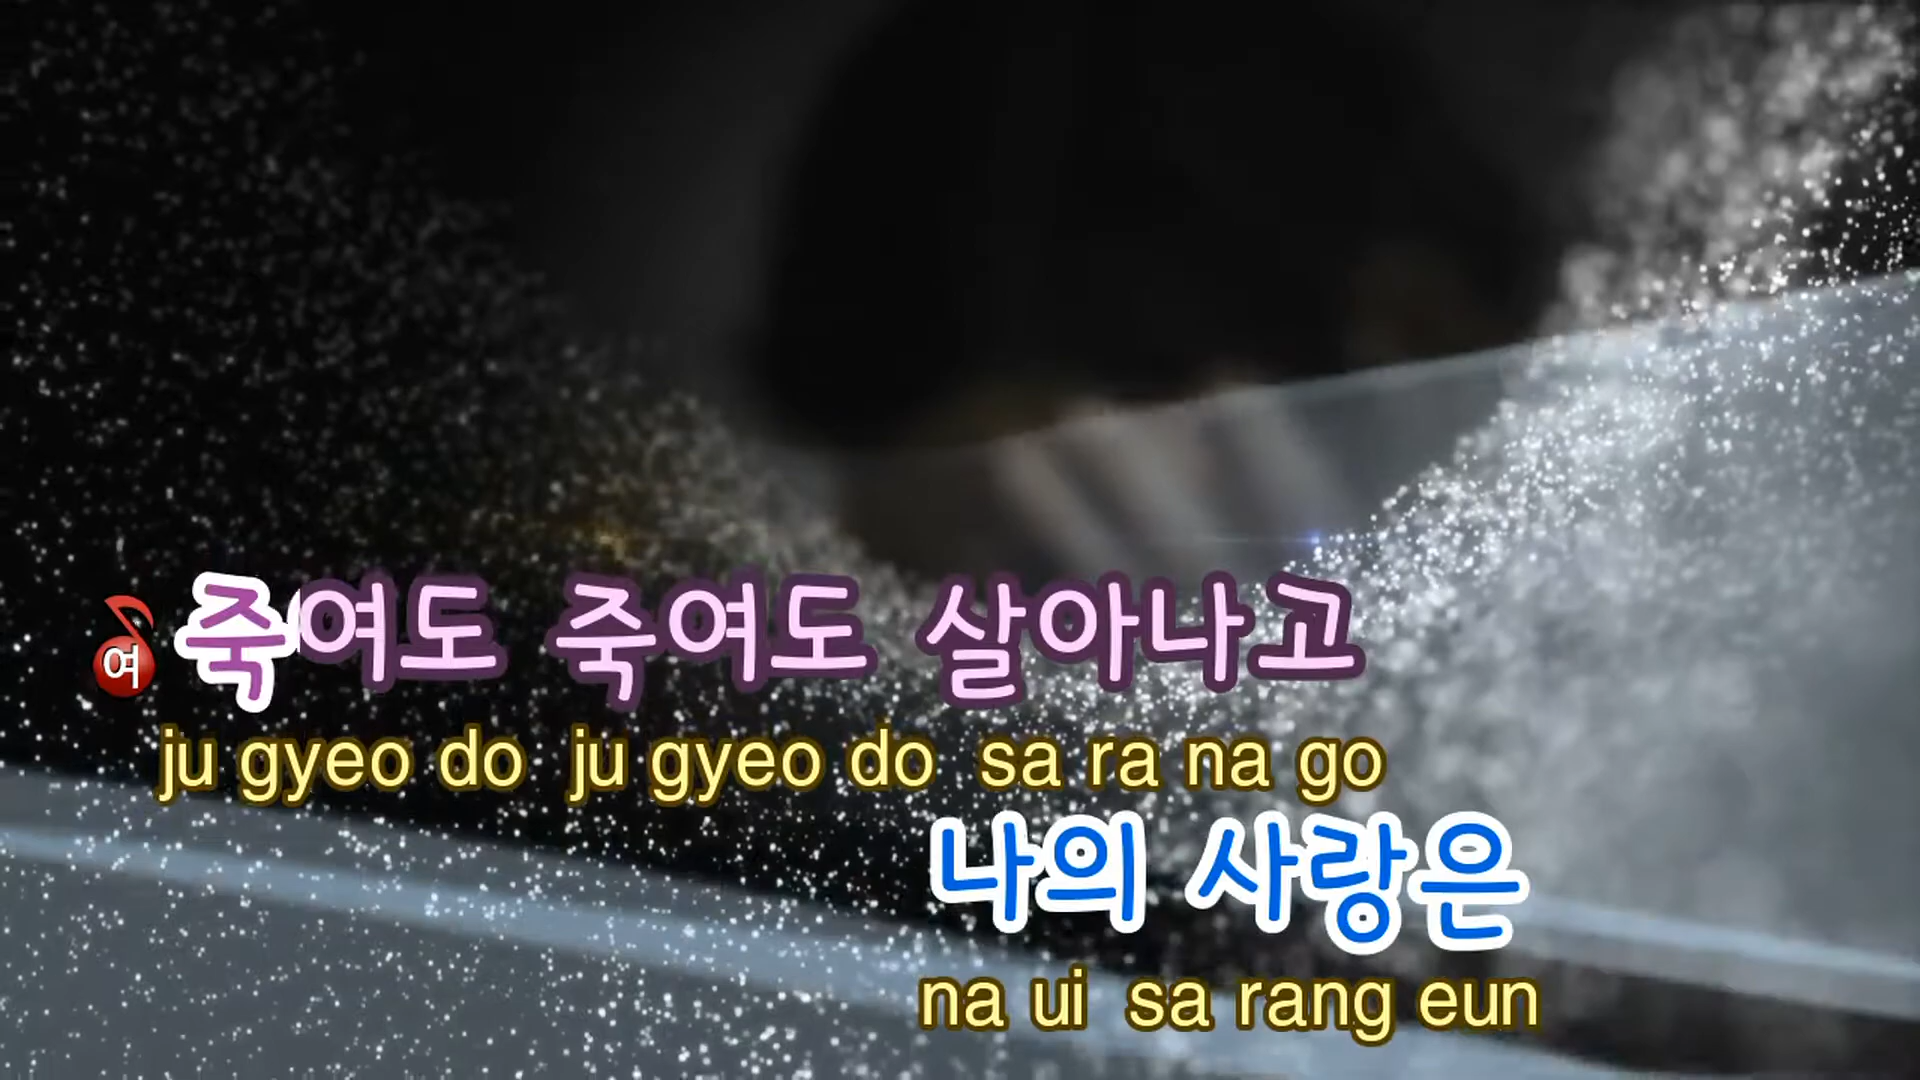 여 죽여도 죽여도 살아나고
ju gyeo do ju gyeo do sa ra na go
나의 사랑은
na ui sa rang eun